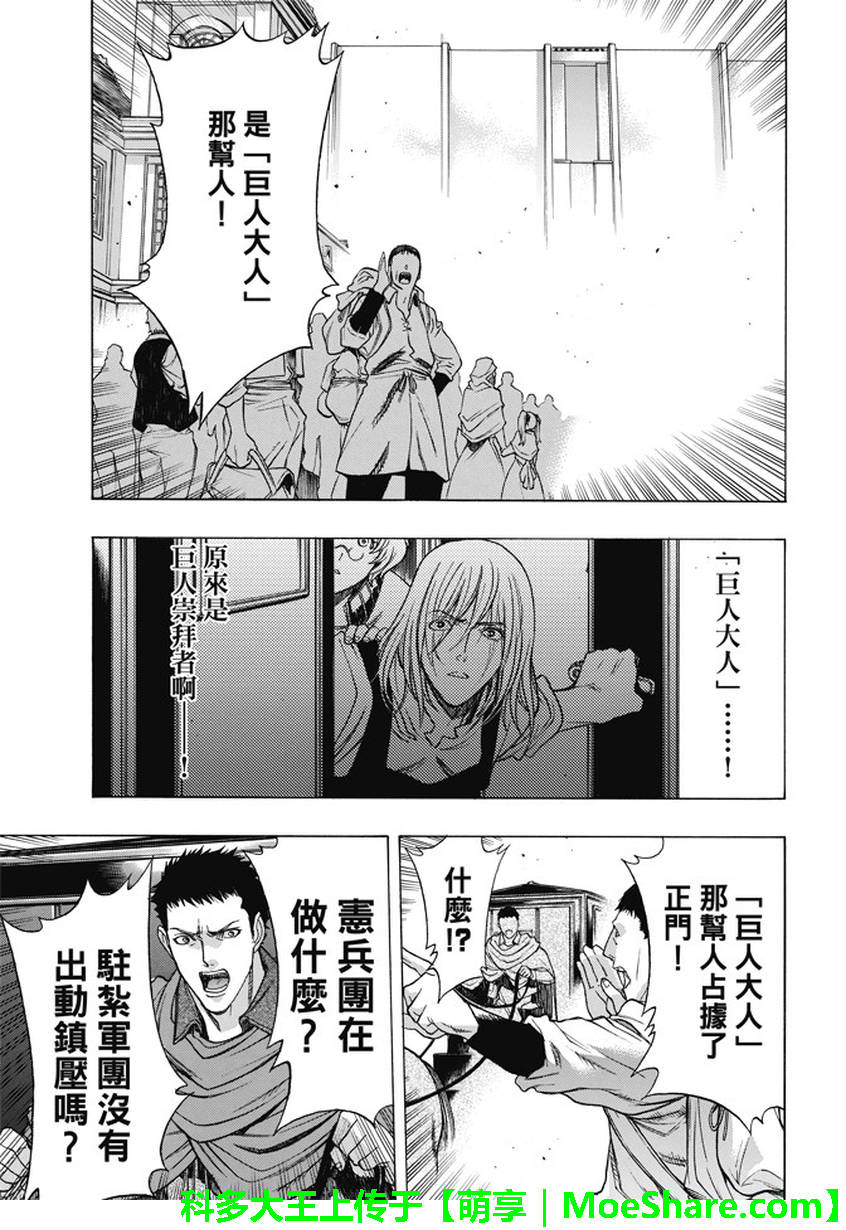 是「巨人大人」
那幫人！
「巨人大人」……！
原來是
巨人崇拜者啊——！
「巨人大人」
那幫人占據了
正門！
什麼!?
憲兵團在
做什麼？
駐紮軍團沒有
出動鎮壓嗎？
科多大王上传于【萌享｜MoeShare.com】